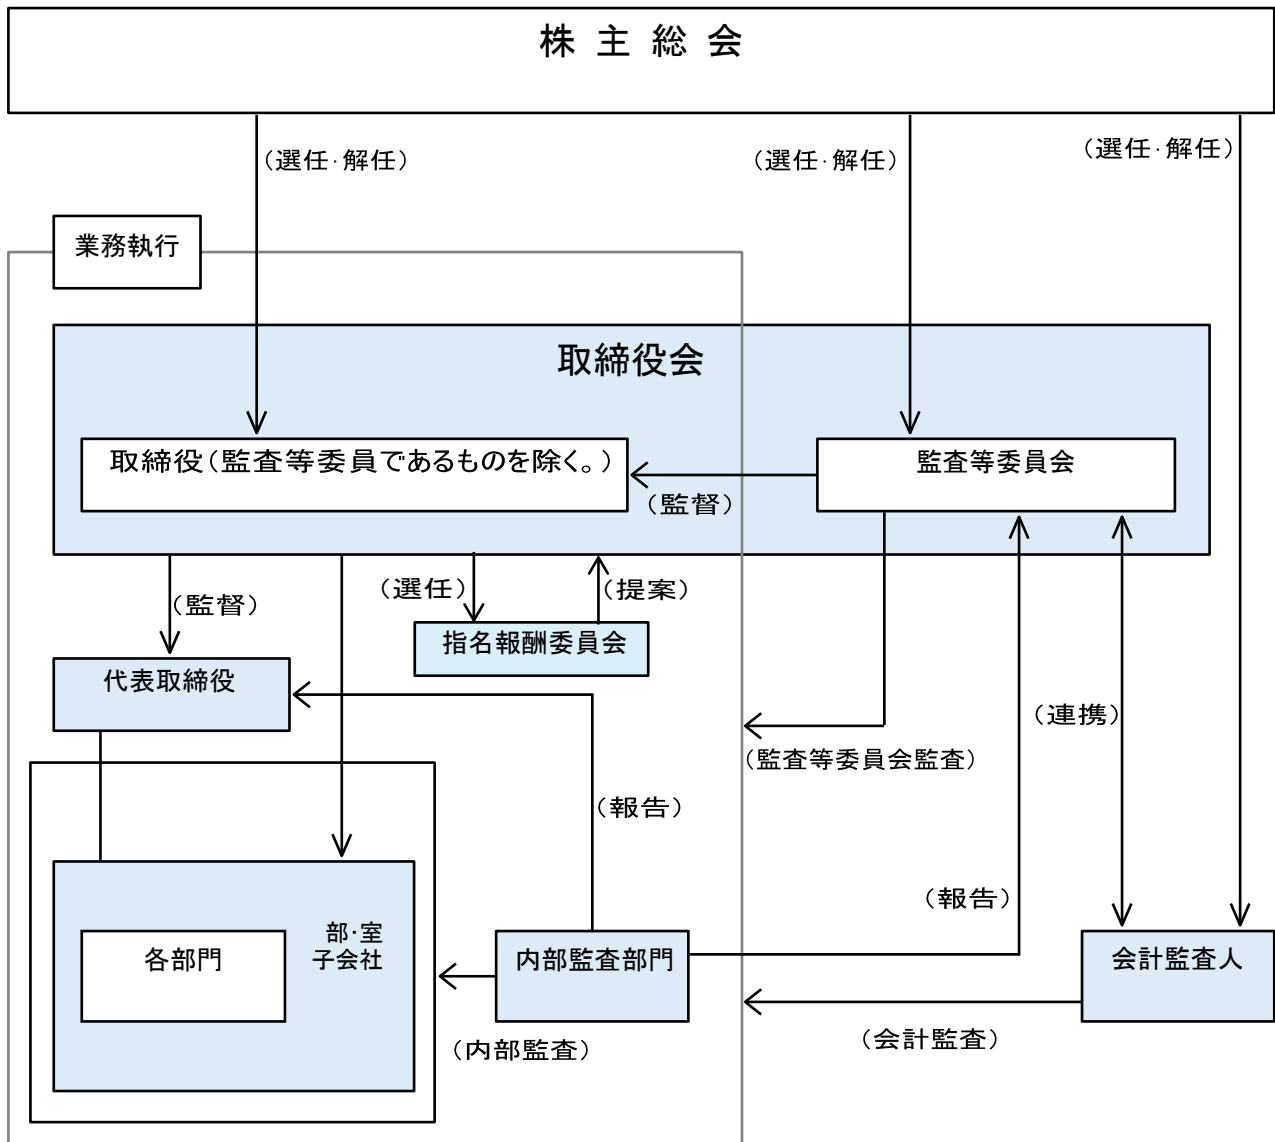 株 主 総 会
（選任・解任）
（選任・解任）
（選任・解任）
業務執行
取締役会
取締役（監査等委員であるものを除く。）
監査等委員会
（監督）
（選任）
（提案）
（監督）
指名報酬委員会
代表取締役
（連携）
（監査等委員会監査）
（報告）
（報告）
部・室
子会社
各部門
内部監査部門
会計監査人
（会計監査）
（内部監査）